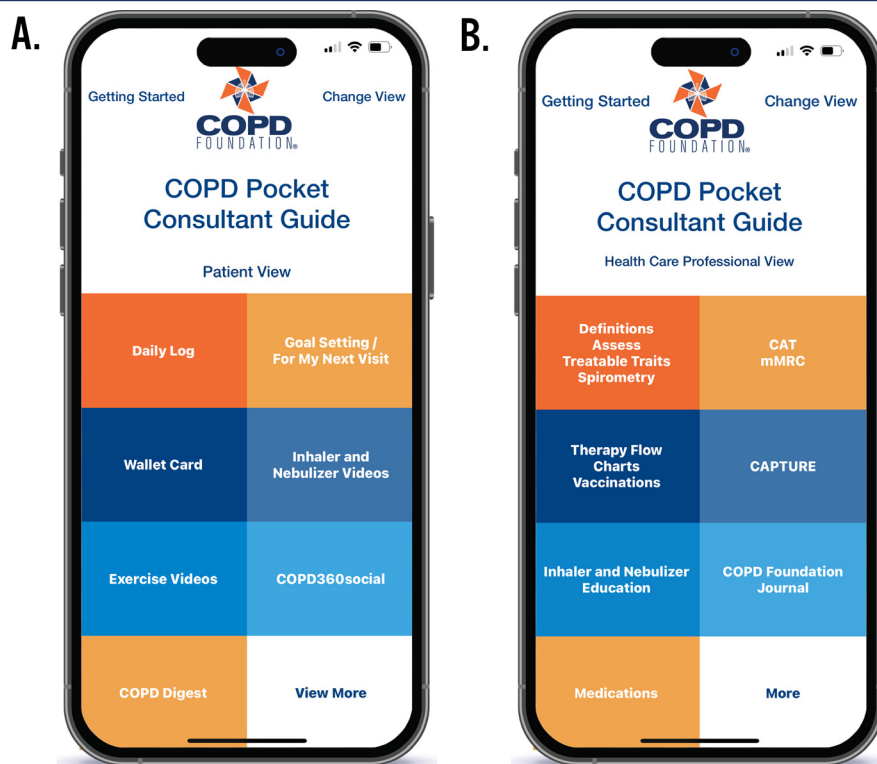 A.
Getting Started
Change View
COPD
FOUNDATION®
COPD Pocket
Consultant Guide
Patient View
Daily Log
Goal Setting /
For My Next Visit
Wallet Card
Inhaler and
Nebulizer Videos
Exercise Videos
COPD360social
COPD Digest
View More
B.
Getting Started
Change View
COPD
FOUNDATION®
COPD Pocket
Consultant Guide
Health Care Professional View
Definitions
Assess
Treatable Traits
Spirometry
CAT
mMRC
Therapy Flow
Charts
Vaccinations
CAPTURE
Inhaler and Nebulizer
Education
COPD Foundation
Journal
Medications
More